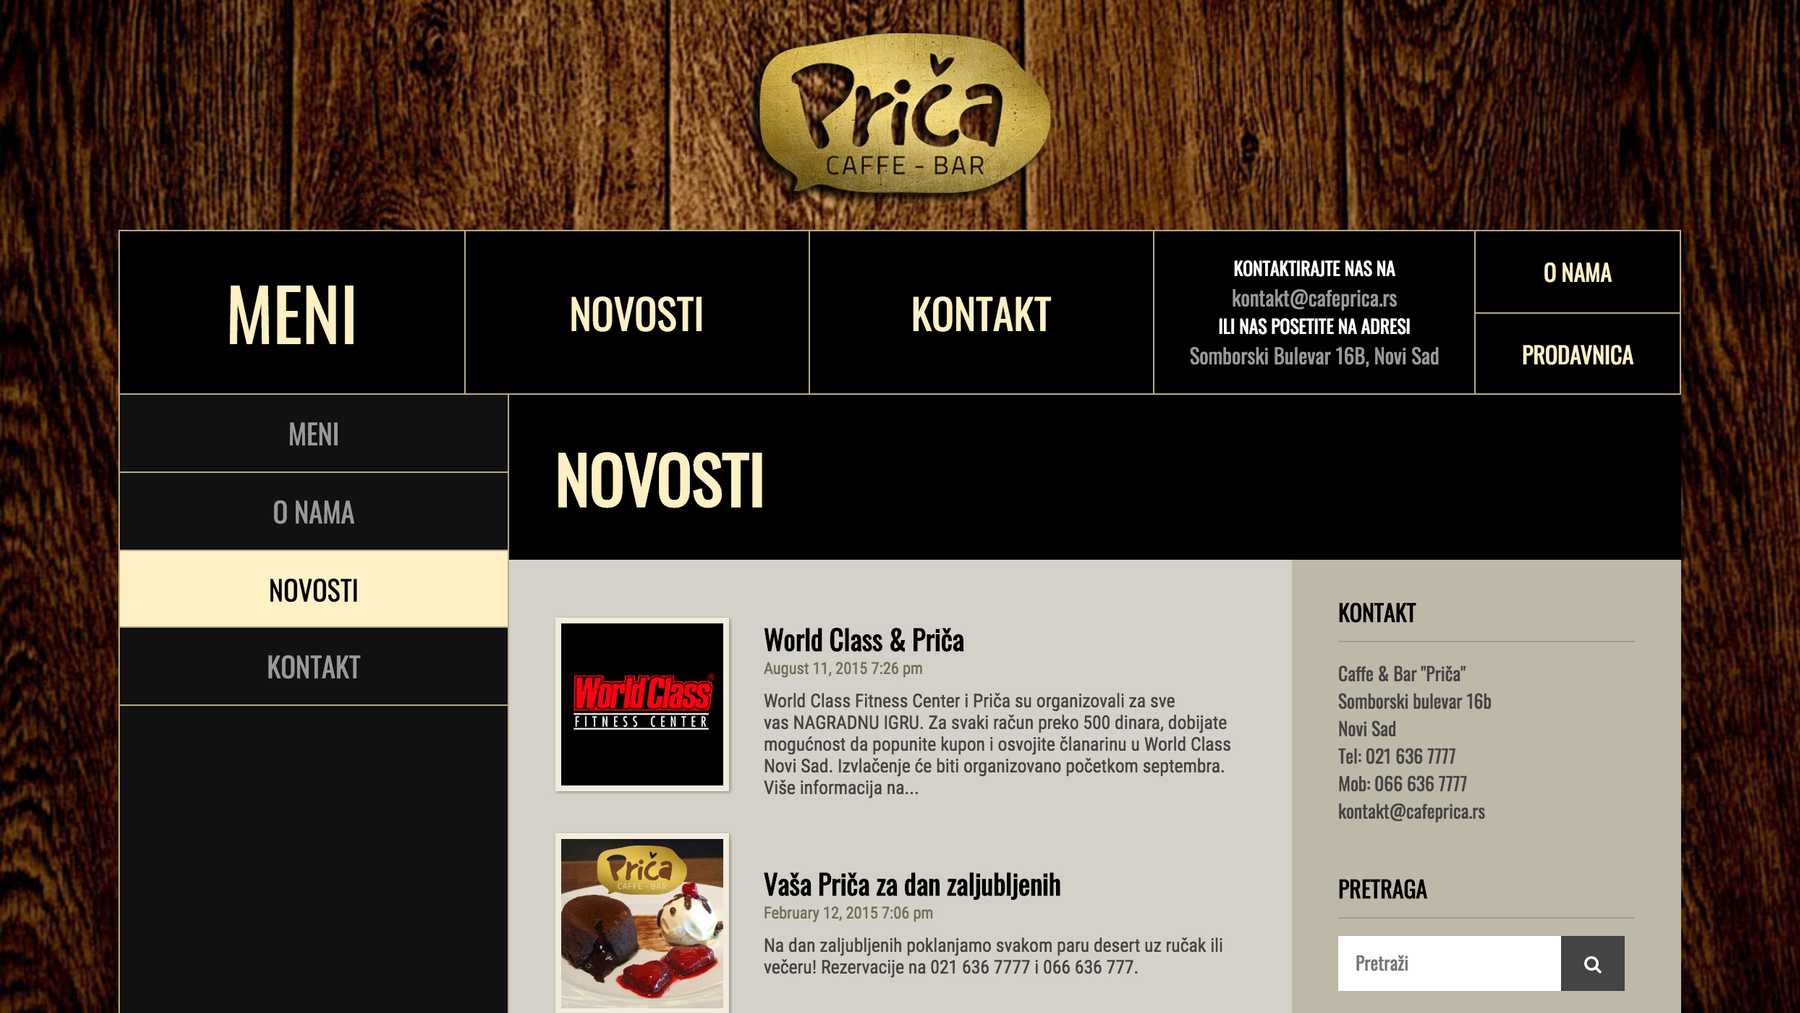 Priča
CAFFE - BAR
MENI
NOVOSTI
KONTAKT
KONTAKTIRAJTE NAS NA
kontakt@cafeprica.rs
ILI NAS POSETITE NA ADRESI
Somborski Bulevar 16B, Novi Sad
O NAMA
PRODAVNICA
MENI
O NAMA
NOVOSTI
KONTAKT
NOVOSTI
World Class
FITNESS CENTER
World Class & Priča
August 11, 2015 7:26 pm
World Class Fitness Center i Priča su organizovali za sve
vas NAGRADNU IGRU. Za svaki račun preko 500 dinara, dobijate
mogućnost da popunite kupon i osvojite članarinu u World Class
Novi Sad. Izvlačenje će biti organizovano početkom septembra.
Više informacija na...
Priča
CAFFE - BAR
Vaša Priča za dan zaljubljenih
February 12, 2015 7:06 pm
Na dan zaljubljenih poklanjamo svakom paru desert uz ručak ili
večeru! Rezervacije na 021 636 7777 i 066 636 777.
KONTAKT
Caffe & Bar "Priča"
Somborski bulevar 16b
Novi Sad
Tel: 021 636 7777
Mob: 066 636 7777
kontakt@cafeprica.rs
PRETRAGA
Pretraži